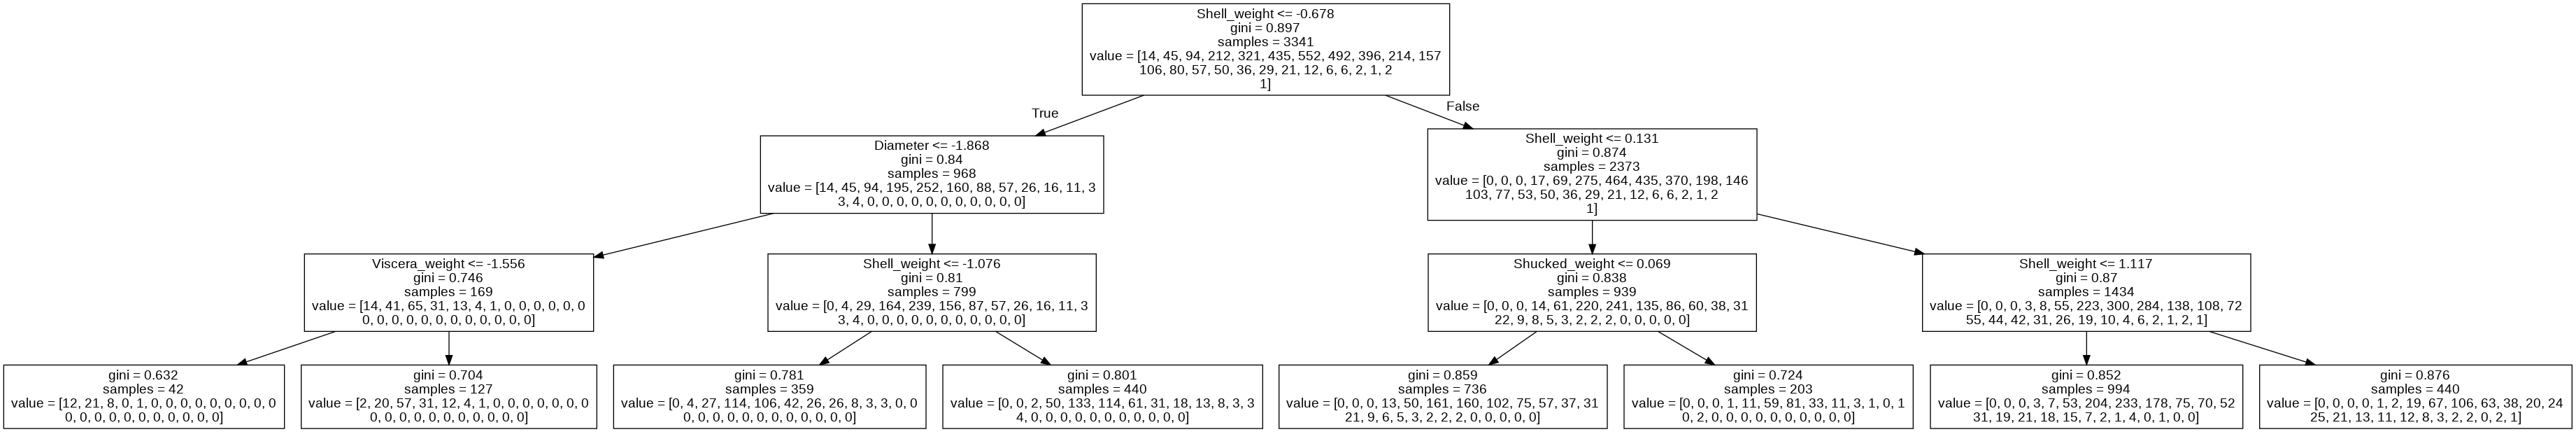 Shell_weight <= -0.678
gini = 0.897
samples = 3341
value = [14, 45, 94, 212, 321, 435, 552, 492, 396, 214, 157
106, 80, 57, 50, 36, 29, 21, 12, 6, 6, 2, 1, 2
1]
True
False
Diameter <= -1.868
gini = 0.84
samples = 968
value = [14, 45, 94, 195, 252, 160, 88, 57, 26, 16, 11, 3
3, 4, 0, 0, 0, 0, 0, 0, 0, 0, 0, 0, 0]
Shell_weight <= 0.131
gini = 0.874
samples = 2373
value = [0, 0, 0, 17, 69, 275, 464, 435, 370, 198, 146
103, 77, 53, 50, 36, 29, 21, 12, 6, 6, 2, 1, 2
1]
Viscera_weight <= -1.556
gini = 0.746
samples = 169
value = [14, 41, 65, 31, 13, 4, 1, 0, 0, 0, 0, 0, 0
0, 0, 0, 0, 0, 0, 0, 0, 0, 0, 0, 0]
Shell_weight <= -1.076
gini = 0.81
samples = 799
value = [0, 4, 29, 164, 239, 156, 87, 57, 26, 16, 11, 3
3, 4, 0, 0, 0, 0, 0, 0, 0, 0, 0, 0, 0]
Shucked_weight <= 0.069
gini = 0.838
samples = 939
value = [0, 0, 0, 14, 61, 220, 241, 135, 86, 60, 38, 31
22, 9, 8, 5, 3, 2, 2, 2, 0, 0, 0, 0, 0]
Shell_weight <= 1.117
gini = 0.87
samples = 1434
value = [0, 0, 0, 3, 8, 55, 223, 300, 284, 138, 108, 72
55, 44, 42, 31, 26, 19, 10, 4, 6, 2, 1, 2, 1]
gini = 0.632
samples = 42
value = [12, 21, 8, 0, 1, 0, 0, 0, 0, 0, 0, 0, 0, 0
0, 0, 0, 0, 0, 0, 0, 0, 0, 0, 0]
gini = 0.704
samples = 127
value = [2, 20, 57, 31, 12, 4, 1, 0, 0, 0, 0, 0, 0, 0
0, 0, 0, 0, 0, 0, 0, 0, 0, 0, 0]
gini = 0.781
samples = 359
value = [0, 4, 27, 114, 106, 42, 26, 26, 8, 3, 3, 0, 0
0, 0, 0, 0, 0, 0, 0, 0, 0, 0, 0, 0]
gini = 0.801
samples = 440
value = [0, 0, 2, 50, 133, 114, 61, 31, 18, 13, 8, 3, 3
4, 0, 0, 0, 0, 0, 0, 0, 0, 0, 0, 0]
gini = 0.859
samples = 736
value = [0, 0, 0, 13, 50, 161, 160, 102, 75, 57, 37, 31
21, 9, 6, 5, 3, 2, 2, 2, 0, 0, 0, 0, 0]
gini = 0.724
samples = 203
value = [0, 0, 0, 1, 11, 59, 81, 33, 11, 3, 1, 0, 1
0, 2, 0, 0, 0, 0, 0, 0, 0, 0, 0, 0]
gini = 0.852
samples = 994
value = [0, 0, 0, 3, 7, 53, 204, 233, 178, 75, 70, 52
31, 19, 21, 18, 15, 7, 2, 1, 4, 0, 1, 0, 0]
gini = 0.876
samples = 440
value = [0, 0, 0, 0, 1, 2, 19, 67, 106, 63, 38, 20, 24
25, 21, 13, 11, 12, 8, 3, 2, 2, 0, 2, 1]